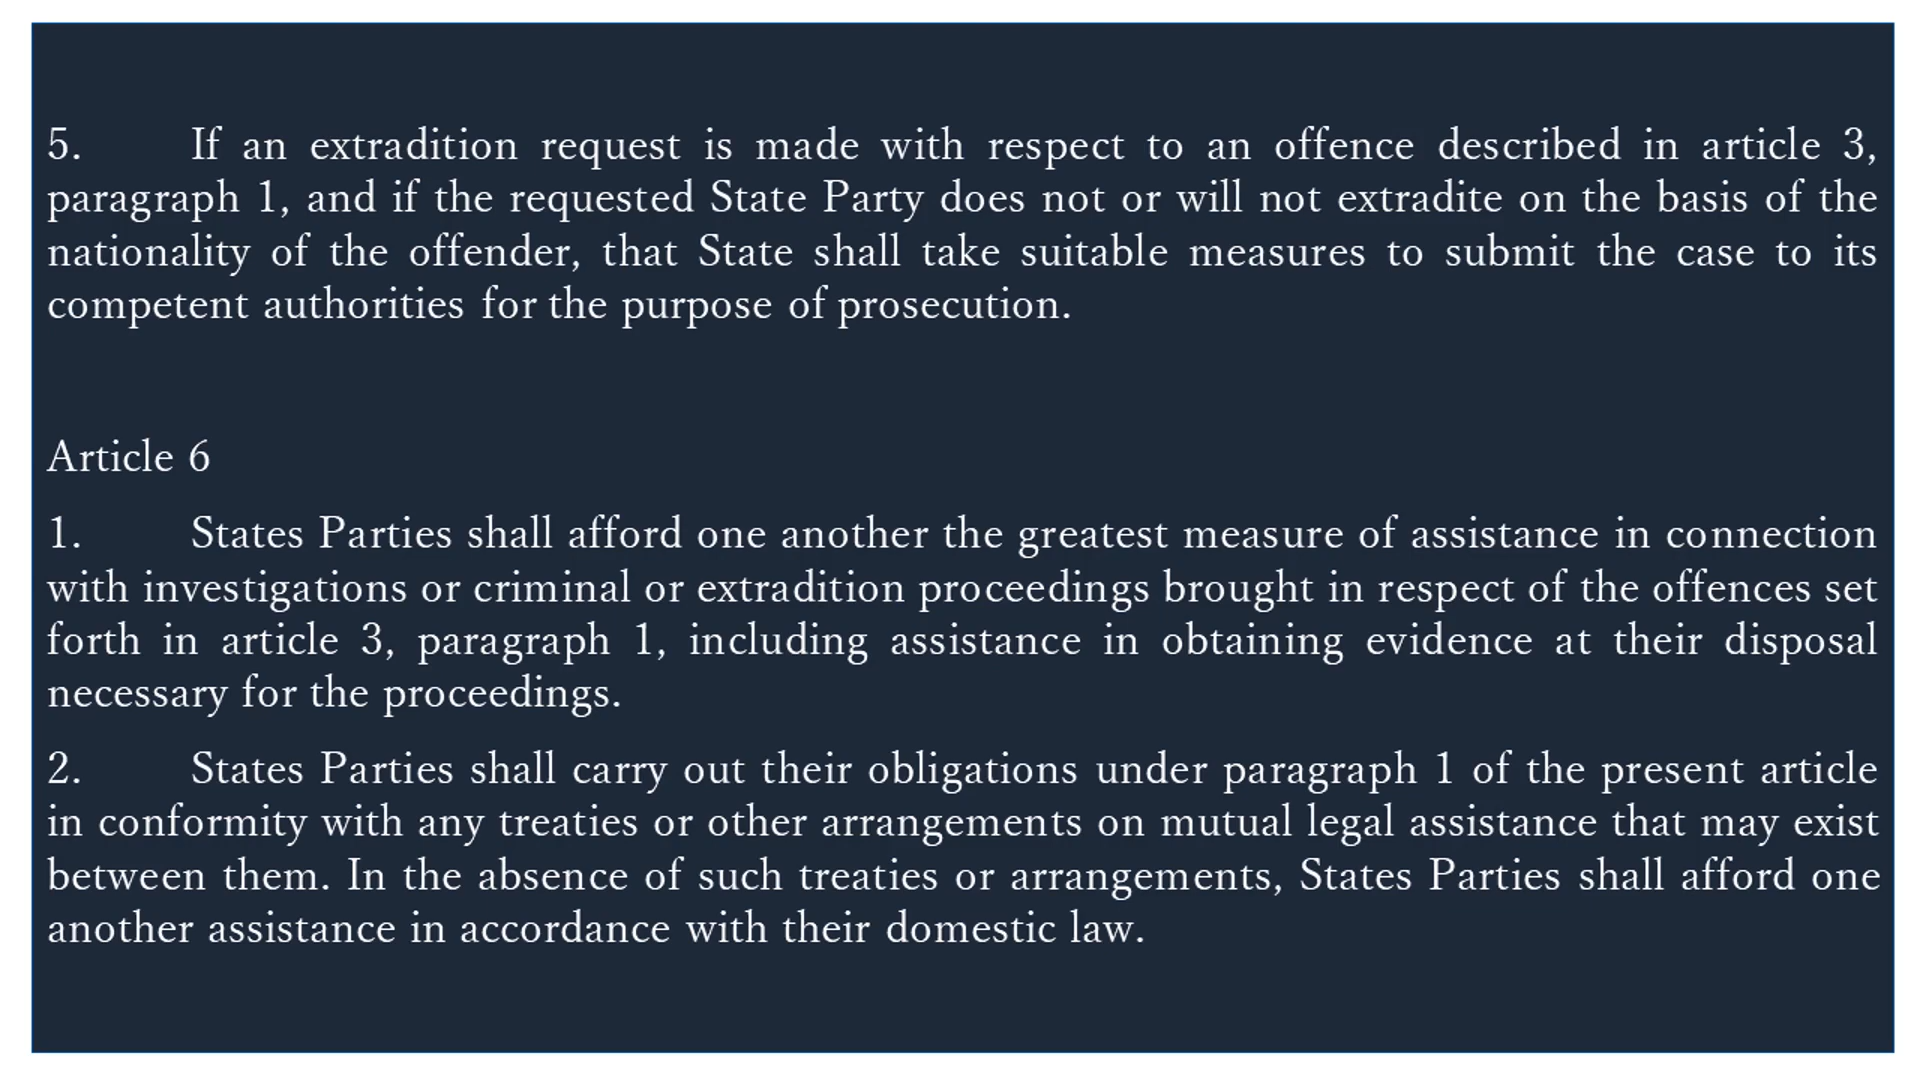 5. If an extradition request is made with respect to an offence described in article 3,
paragraph 1, and if the requested State Party does not or will not extradite on the basis of the
nationality of the offender, that State shall take suitable measures to submit the case to its
competent authorities for the purpose of prosecution.
Article 6
1. States Parties shall afford one another the greatest measure of assistance in connection
with investigations or criminal or extradition proceedings brought in respect of the offences set
forth in article 3, paragraph 1, including assistance in obtaining evidence at their disposal
necessary for the proceedings.
2. States Parties shall carry out their obligations under paragraph 1 of the present article
in conformity with any treaties or other arrangements on mutual legal assistance that may exist
between them. In the absence of such treaties or arrangements, States Parties shall afford one
another assistance in accordance with their domestic law.